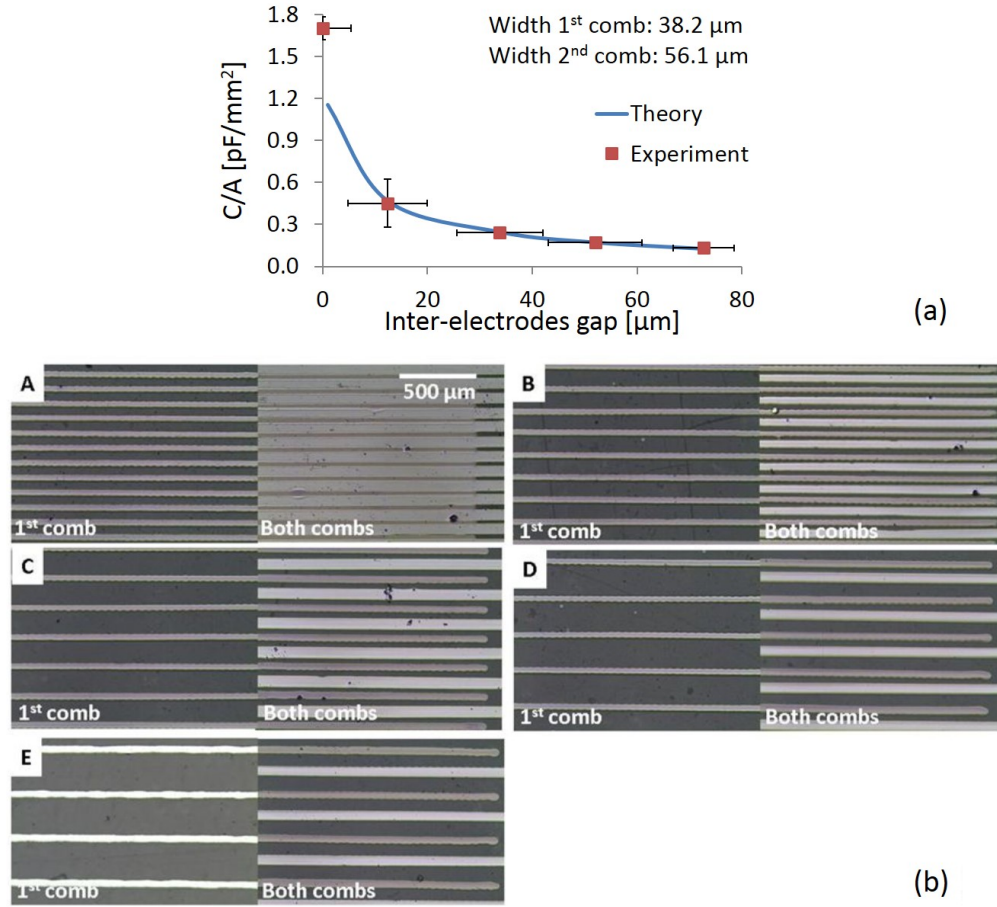 1.8
1.5
1.2
0.9
0.6
0.3
0.0
C/A [pF/mm²]
Width 1st comb: 38.2 µm
Width 2nd comb: 56.1 µm
Theory
Experiment
0 20 40 60 80
Inter-electrodes gap [µm]
(a)
A
500 µm
1st comb
Both combs
B
1st comb
Both combs
C
1st comb
Both combs
D
1st comb
Both combs
E
1st comb
Both combs
(b)